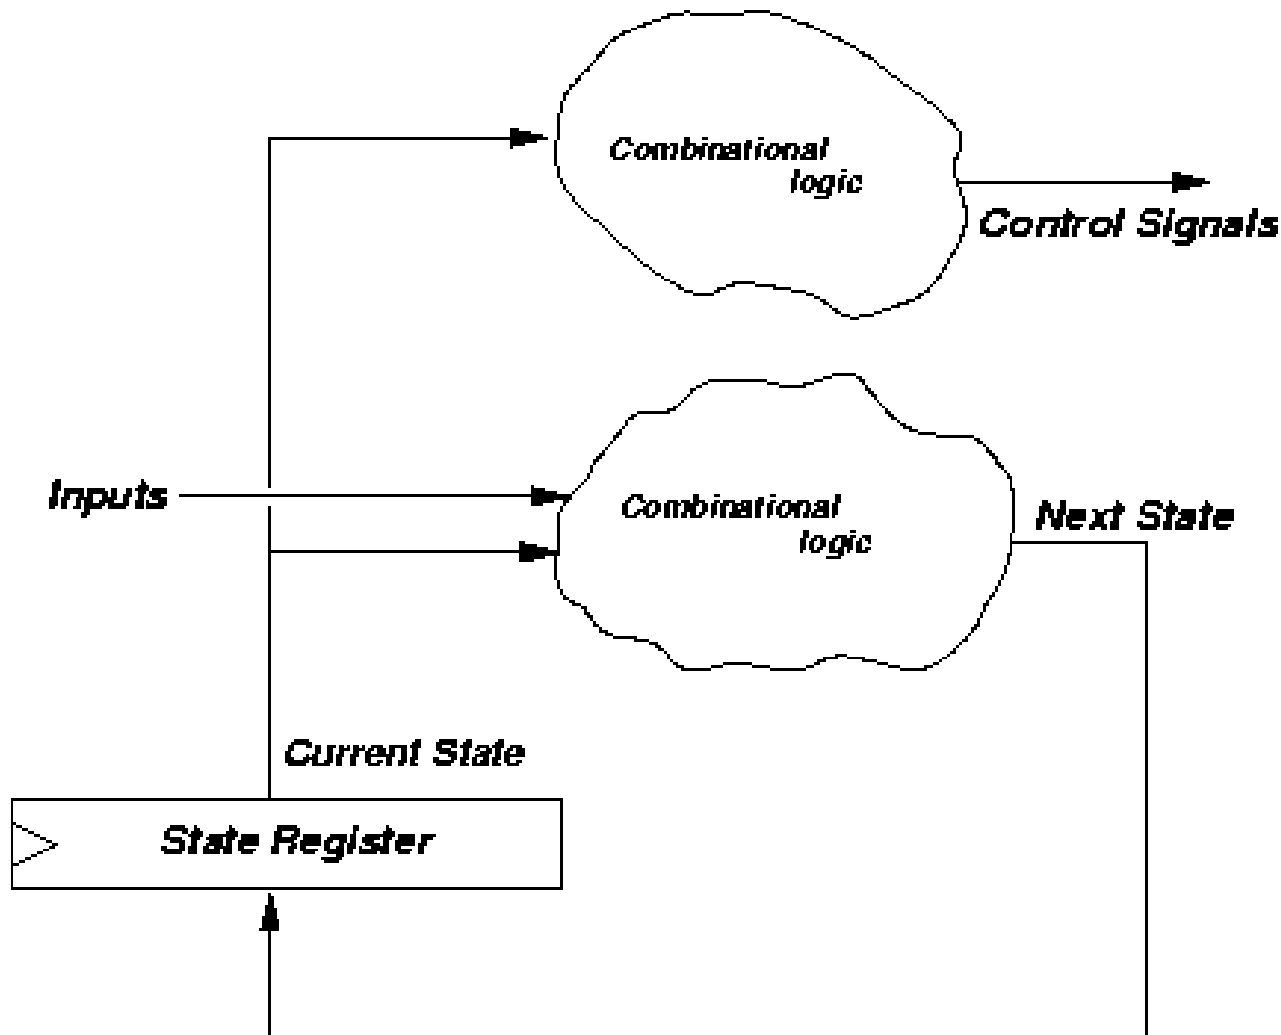 Combinational
logic
Control Signals
Inputs
Combinational
logic
Next State
Current State
State Register